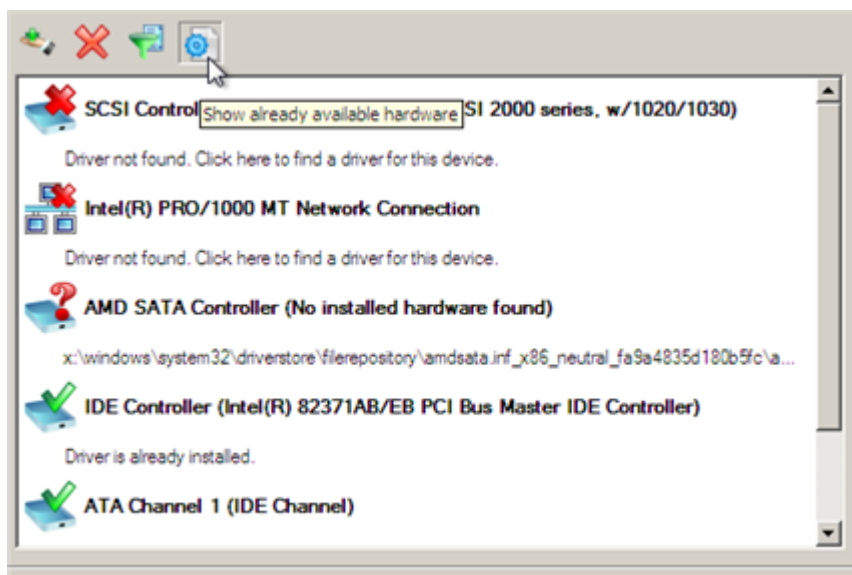 SCSI Control
Show already available hardware
SI 2000 series, w/1020/1030)
Driver not found. Click here to find a driver for this device.
Intel(R) PRO/1000 MT Network Connection
Driver not found. Click here to find a driver for this device.
AMD SATA Controller (No installed hardware found)
x:\windows\system32\driverstore\filerepository\amdsata.inf_x86_neutral_fa9a4835d180b5fc\a...
IDE Controller (Intel(R) 82371AB/EB PCI Bus Master IDE Controller)
Driver is already installed.
ATA Channel 1 (IDE Channel)